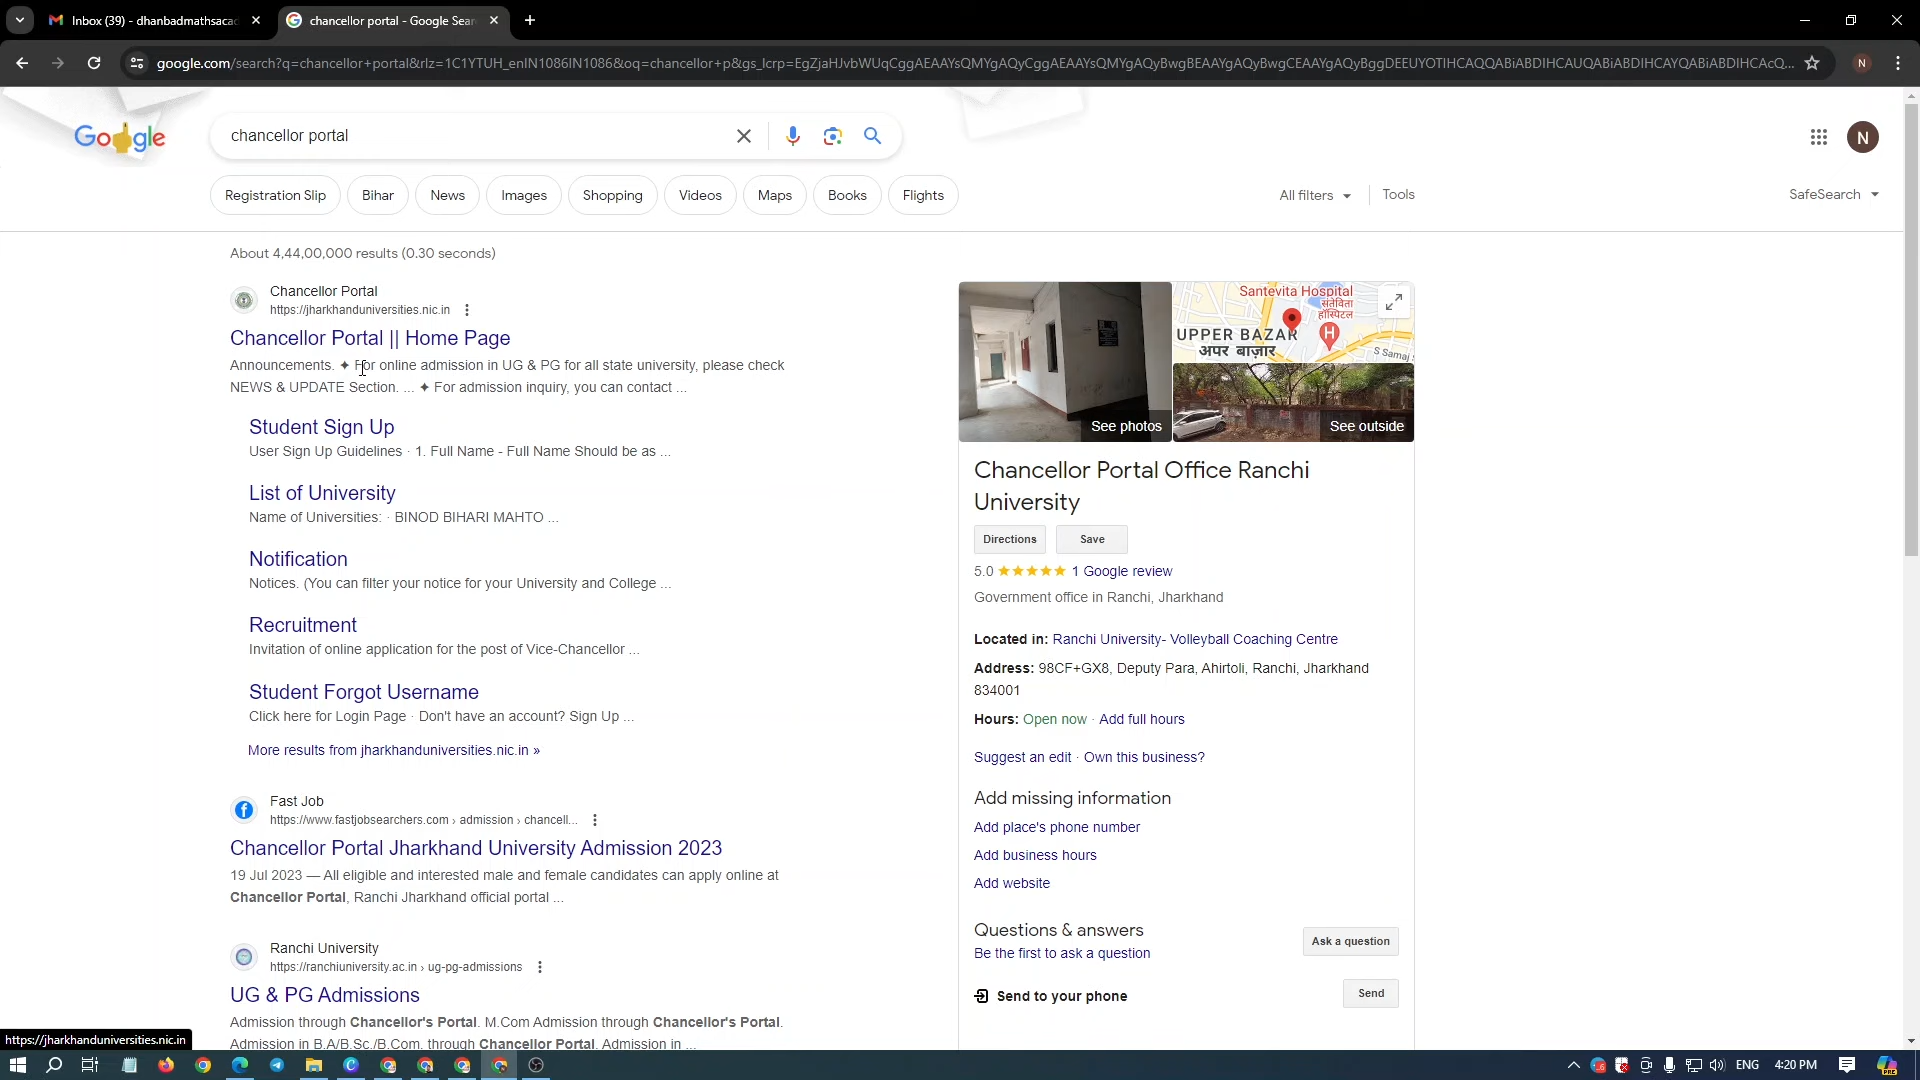 Inbox (39) - dhanbadmathsacad
chancellor portal - Google Sear
google.com/search?q=chancellor+portal&rlz=1C1YTUH_enIN1086IN1086&oq=chancellor+p&gs_lcrp=EgZjaHJvbWUqCggAEAAYsQMYgAQyCggAEAAYsQMYgAQyBwgBEAAYgAQyBwgCEAAYgAQyBggDEEUYOTIHCAQQABiABDIHCAUQABiABDIHCAYQABiABDIHCAcQ...
N
Google
chancellor portal
N
Registration Slip Bihar News Images Shopping Videos Maps Books Flights All filters Tools SafeSearch
About 4,44,00,000 results (0.30 seconds)
Chancellor Portal
https://jharkhanduniversities.nic.in
Chancellor Portal || Home Page
Announcements. ✦ For online admission in UG & PG for all state university, please check
NEWS & UPDATE Section. ... ✦ For admission inquiry, you can contact ...
Student Sign Up
User Sign Up Guidelines · 1. Full Name - Full Name Should be as ...
List of University
Name of Universities: · BINOD BIHARI MAHTO ...
Notification
Notices. (You can filter your notice for your University and College ...
Recruitment
Invitation of online application for the post of Vice-Chancellor ...
Student Forgot Username
Click here for Login Page · Don't have an account? Sign Up ...
More results from jharkhanduniversities.nic.in »
Fast Job
https://www.fastjobsearchers.com › admission › chancell...
Chancellor Portal Jharkhand University Admission 2023
19 Jul 2023 — All eligible and interested male and female candidates can apply online at
Chancellor Portal, Ranchi Jharkhand official portal ...
Ranchi University
https://ranchiuniversity.ac.in › ug-pg-admissions
UG & PG Admissions
Admission through Chancellor's Portal. M.Com Admission through Chancellor's Portal.
Admission in B.A/B.Sc./B.Com. through Chancellor Portal. Admission in ...
Santevita Hospital
संतेविता
हॉस्पिटल
UPPER BAZAR
अपर बाज़ार
S Samaj
See photos
See outside
Chancellor Portal Office Ranchi
University
Directions Save
5.0 1 Google review
Government office in Ranchi, Jharkhand
Located in: Ranchi University- Volleyball Coaching Centre
Address: 98CF+GX8, Deputy Para, Ahirtoli, Ranchi, Jharkhand
834001
Hours: Open now · Add full hours
Suggest an edit · Own this business?
Add missing information
Add place's phone number
Add business hours
Add website
Questions & answers
Be the first to ask a question
Ask a question
Send to your phone
Send
https://jharkhanduniversities.nic.in
ENG 4:20 PM